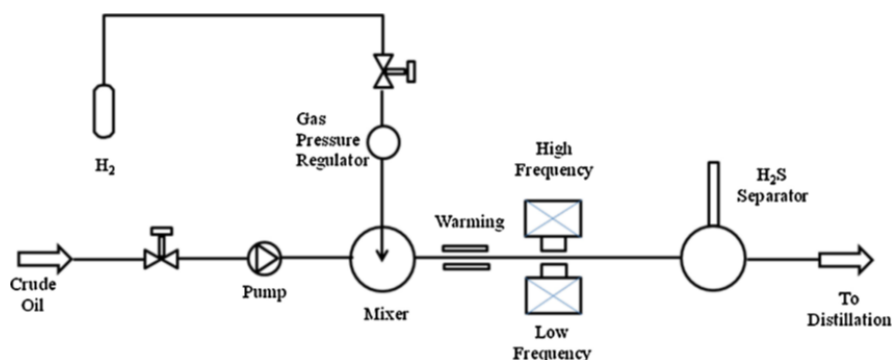 H2
Gas
Pressure
Regulator
High
Frequency
H2S
Separator
Warming
Crude
Oil
Pump
Mixer
Low
Frequency
To
Distillation